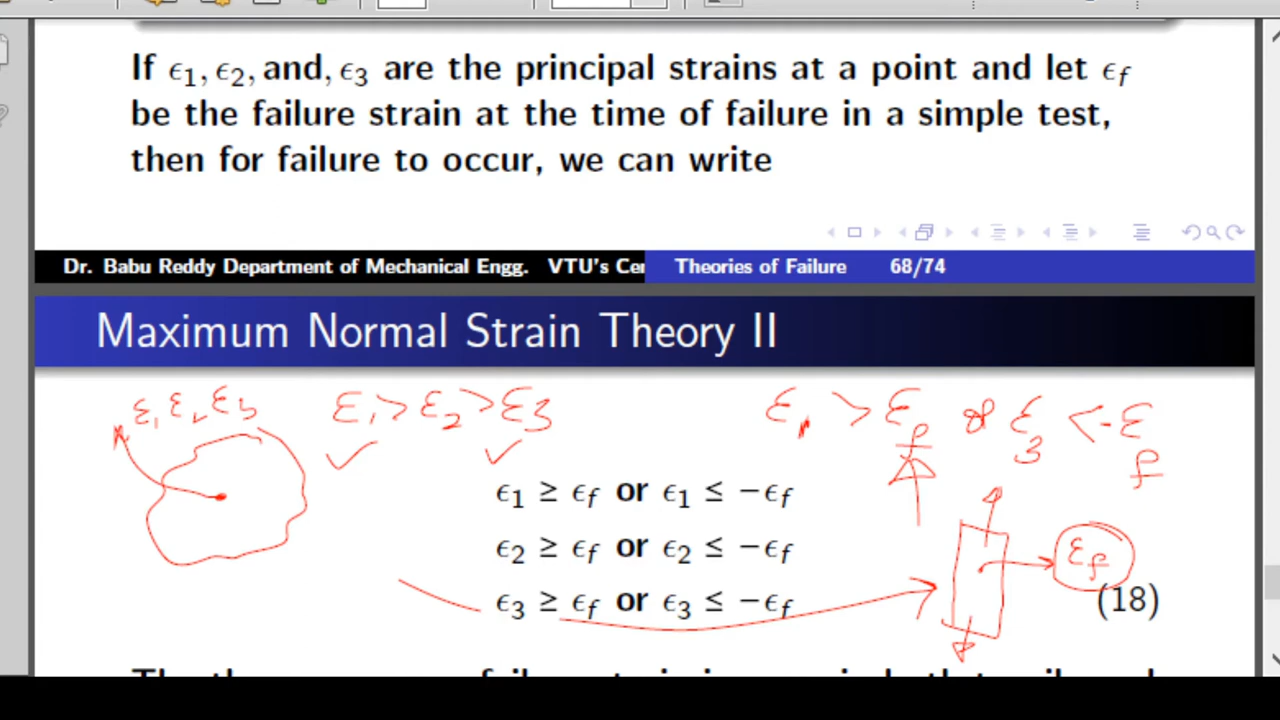 If ϵ₁, ϵ₂, and, ϵ₃ are the principal strains at a point and let ϵf
be the failure strain at the time of failure in a simple test,
then for failure to occur, we can write
Dr. Babu Reddy Department of Mechanical Engg. VTU's Cen Theories of Failure 68/74
Maximum Normal Strain Theory II
ε₁ ε₂ ε₃ ε₁ > ε₂ > ε₃ ε₁ > εf or ε₃ < -εf
ϵ₁ ≥ ϵf or ϵ₁ ≤ −ϵf
ϵ₂ ≥ ϵf or ϵ₂ ≤ −ϵf
εf
ϵ₃ ≥ ϵf or ϵ₃ ≤ −ϵf (18)